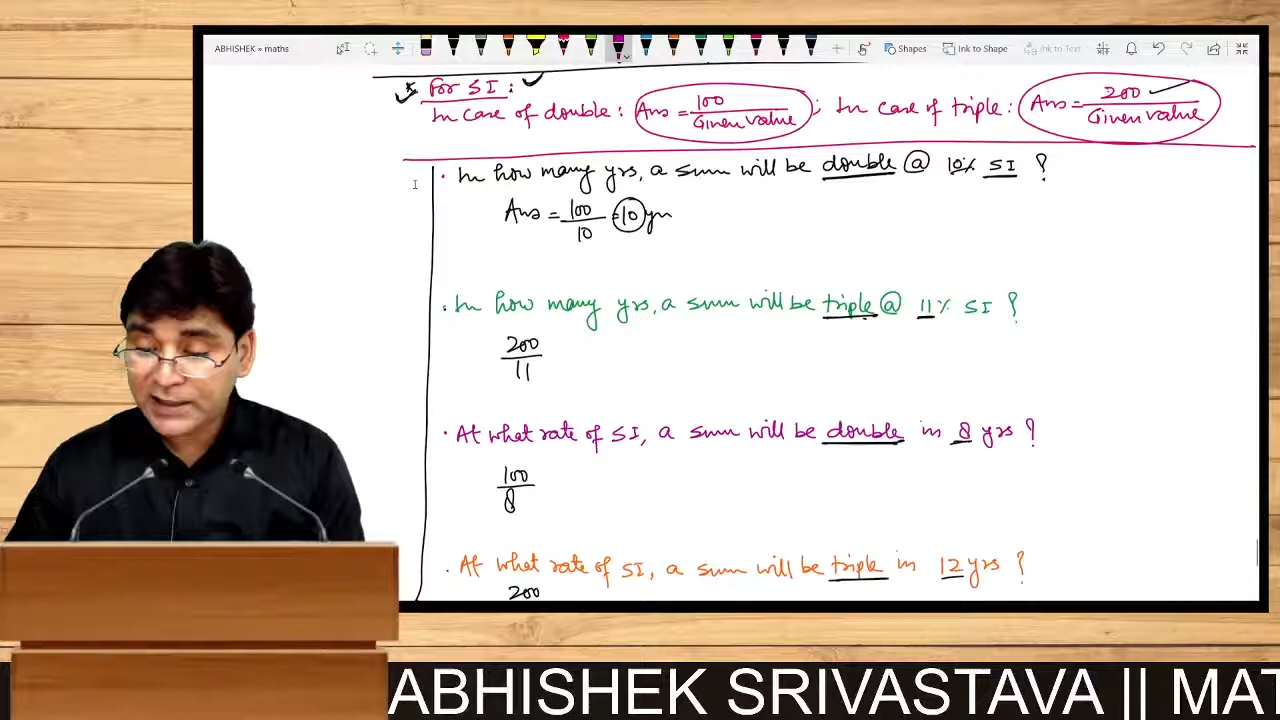 ABHISHEK » maths
Shapes
Ink to Shape
Ink to Text
* For SI :
In case of double : Ans = 100/Given value ; In case of triple : Ans = 200/Given value
· In how many yrs, a sum will be double @ 10% SI ?
Ans = 100/10 = 10 yrs
· In how many yrs, a sum will be triple @ 11% SI ?
200/11
· At what rate of SI, a sum will be double in 8 yrs ?
100/8
· At what rate of SI, a sum will be triple in 12 yrs ?
200
ABHISHEK SRIVASTAVA || MAT